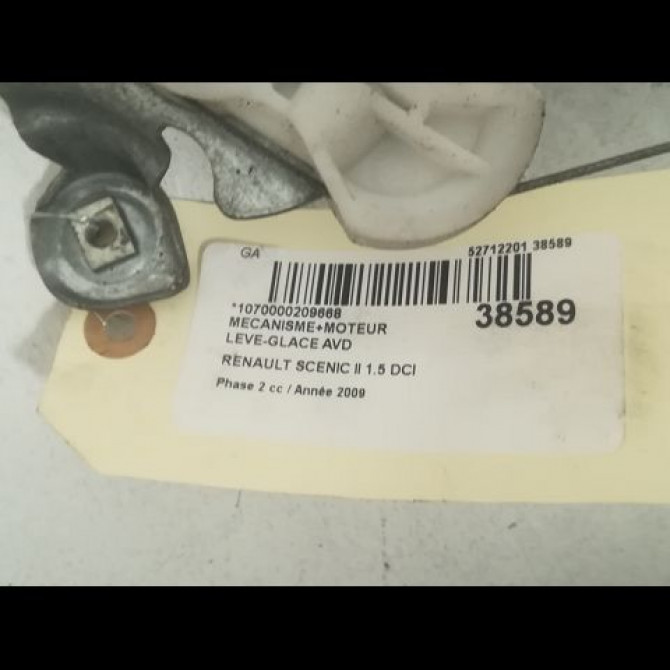 GA 52712201 38589
*1070000209668 38589
MECANISME+MOTEUR
LEVE-GLACE AVD
RENAULT SCENIC II 1.5 DCI
Phase 2 cc / Année 2009